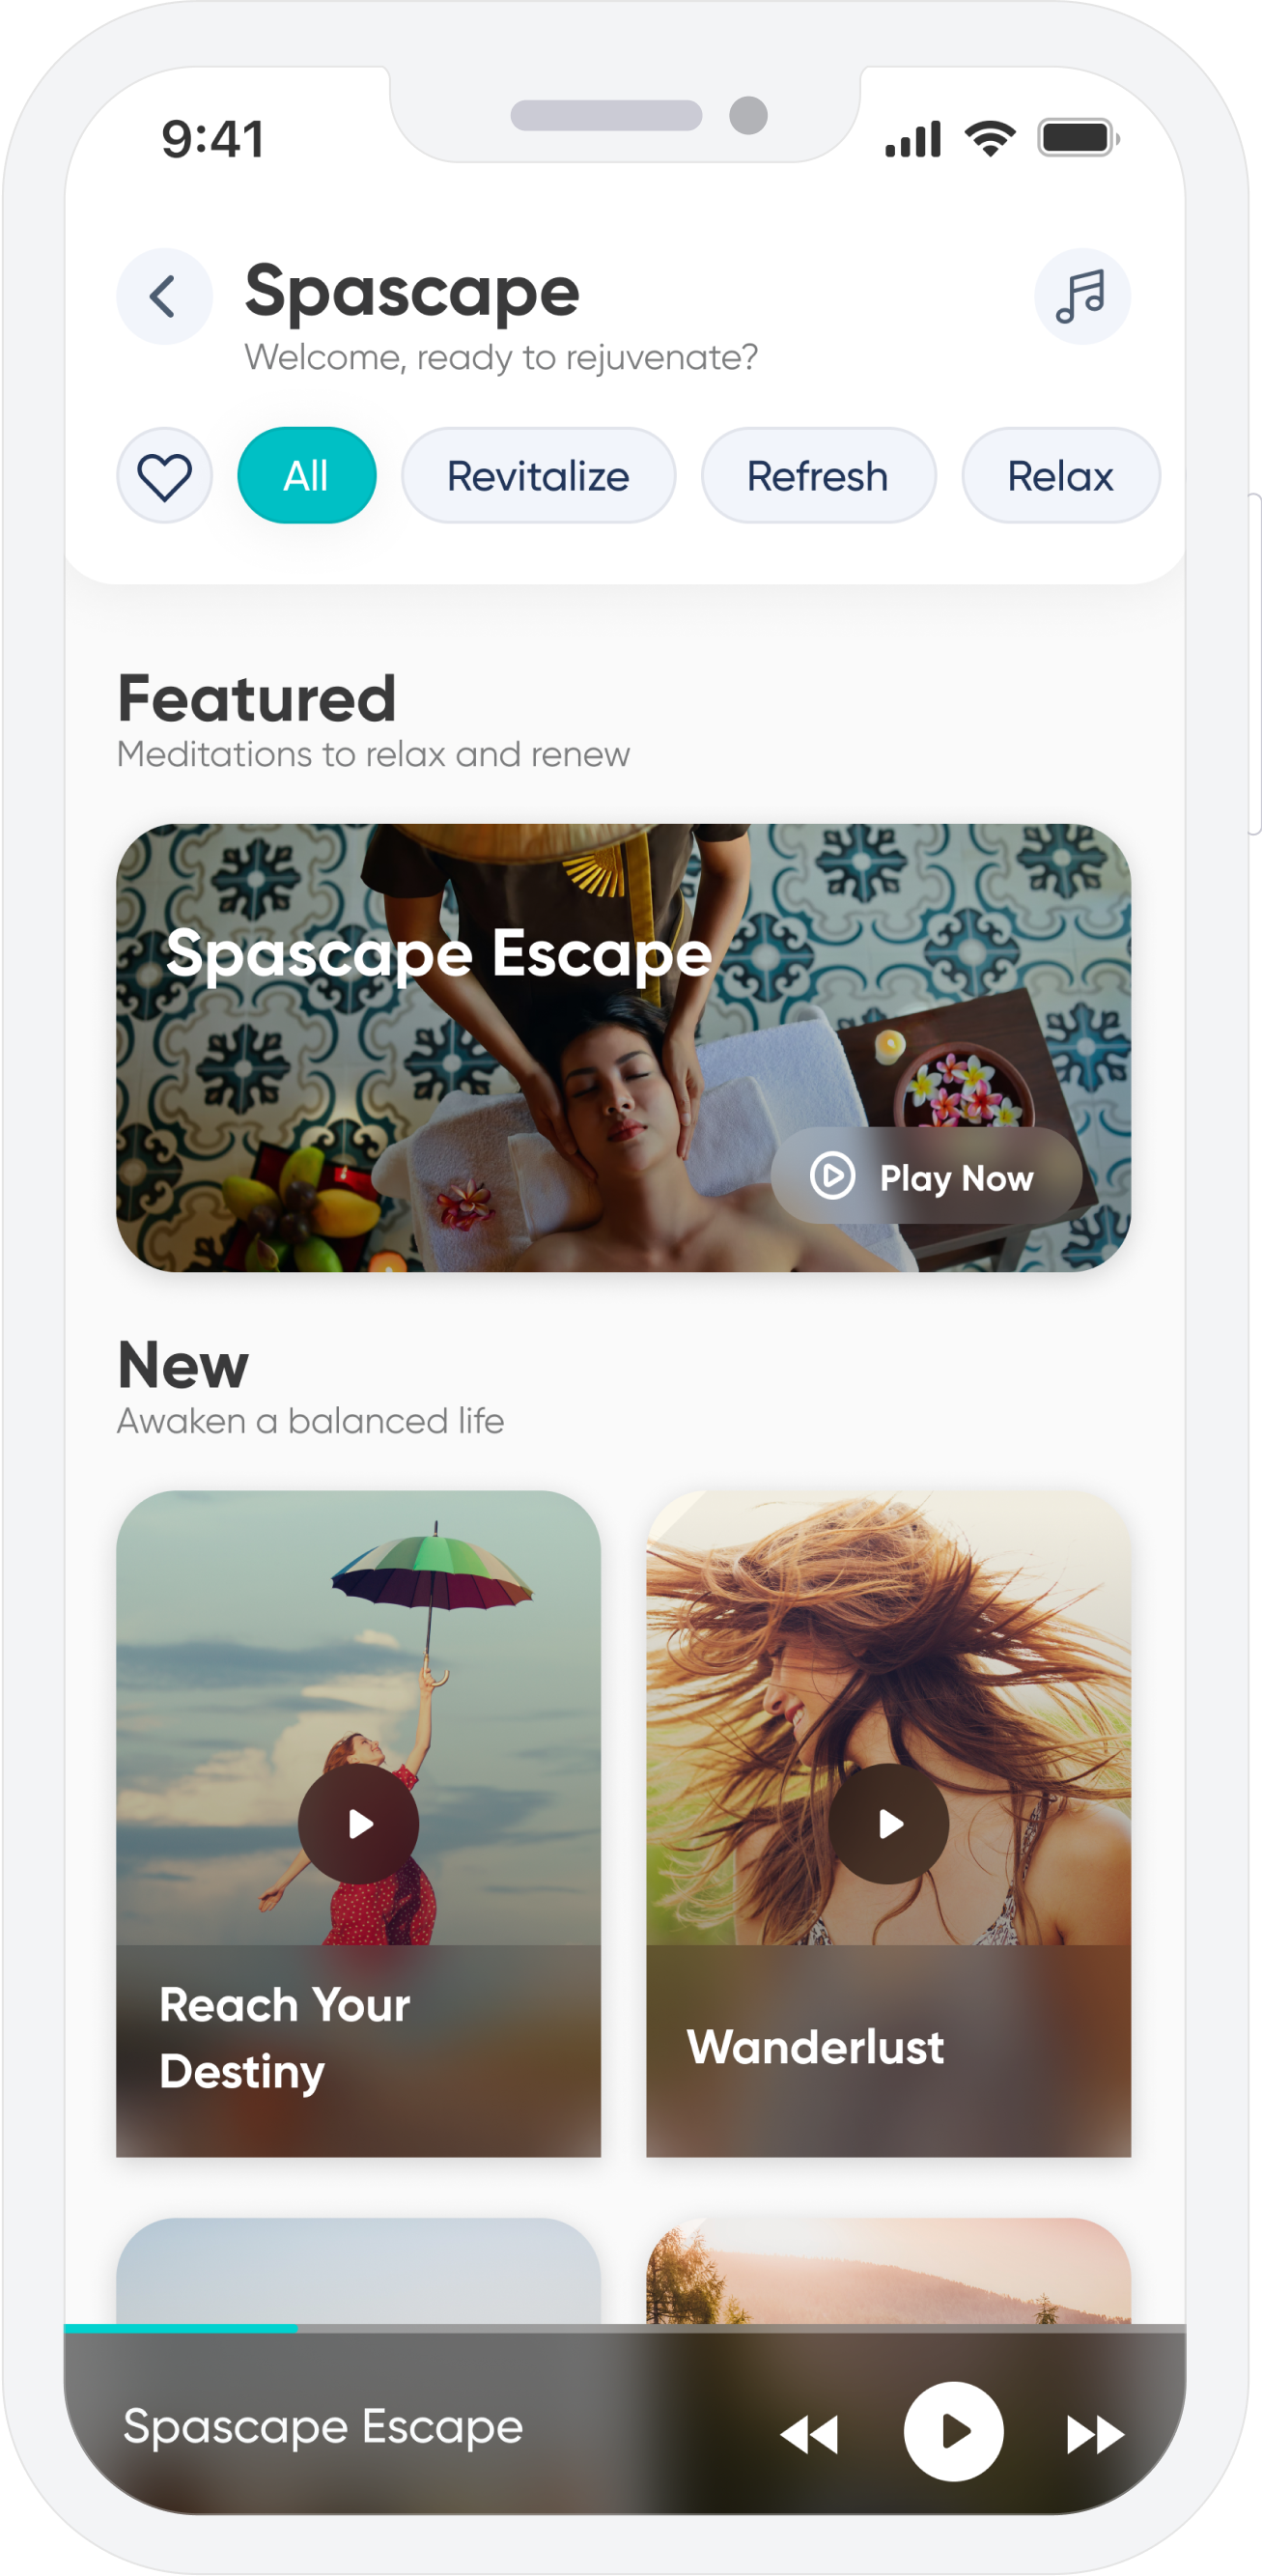 9:41
Spascape
Welcome, ready to rejuvenate?
All
Revitalize
Refresh
Relax
Featured
Meditations to relax and renew
Spascape Escape
Play Now
New
Awaken a balanced life
Reach Your
Destiny
Wanderlust
Spascape Escape